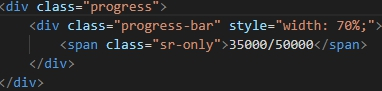 <div class="progress">
    <div class="progress-bar" style="width: 70%;">
        <span class="sr-only">35000/50000</span>
    </div>
</div>